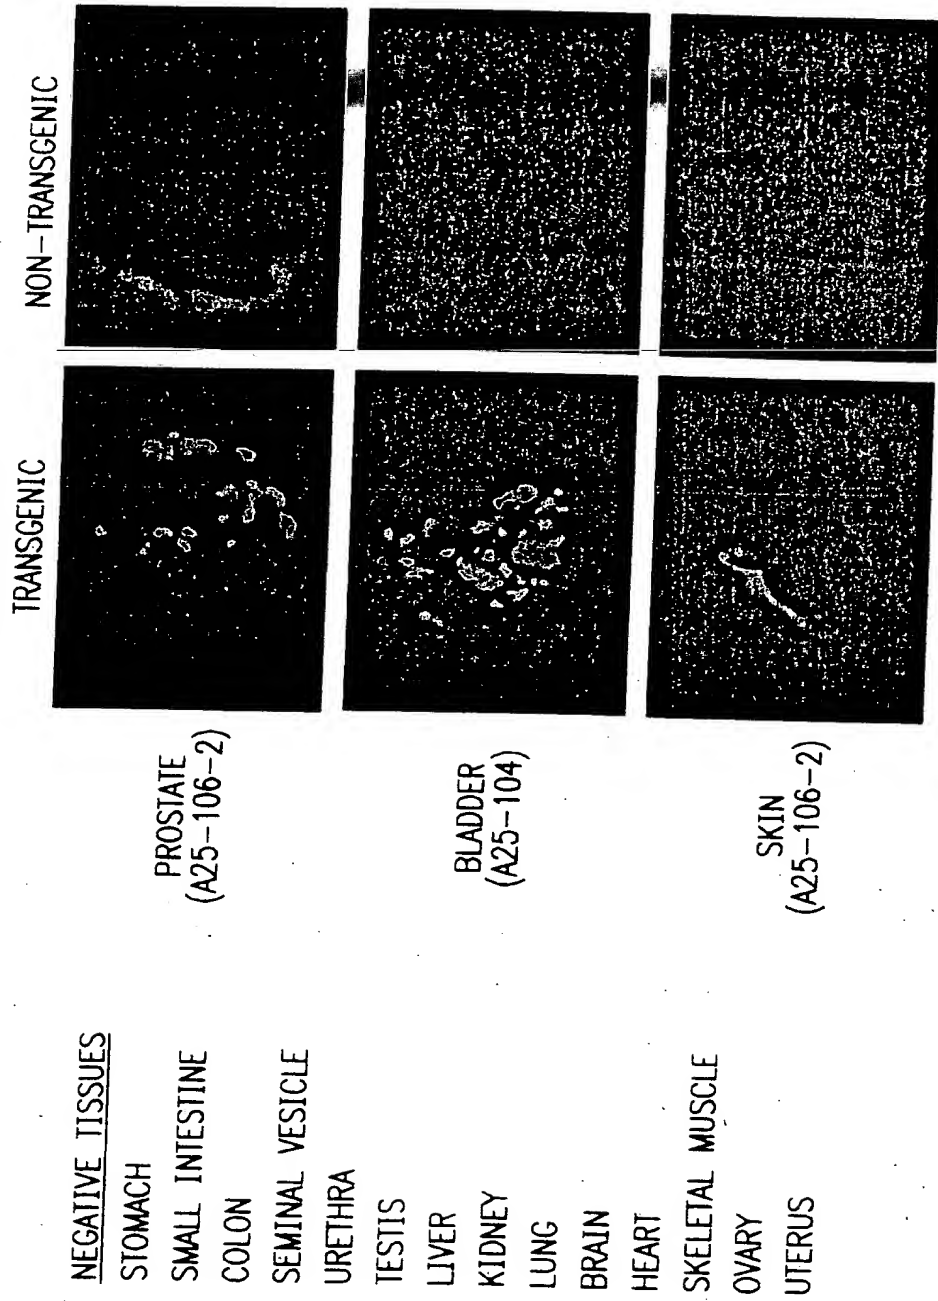 TRANSGENIC
NON-TRANSGENIC
PROSTATE
(A25-106-2)
BLADDER
(A25-104)
SKIN
(A25-106-2)
NEGATIVE TISSUES
STOMACH
SMALL INTESTINE
COLON
SEMINAL VESICLE
URETHRA
TESTIS
LIVER
KIDNEY
LUNG
BRAIN
HEART
SKELETAL MUSCLE
OVARY
UTERUS